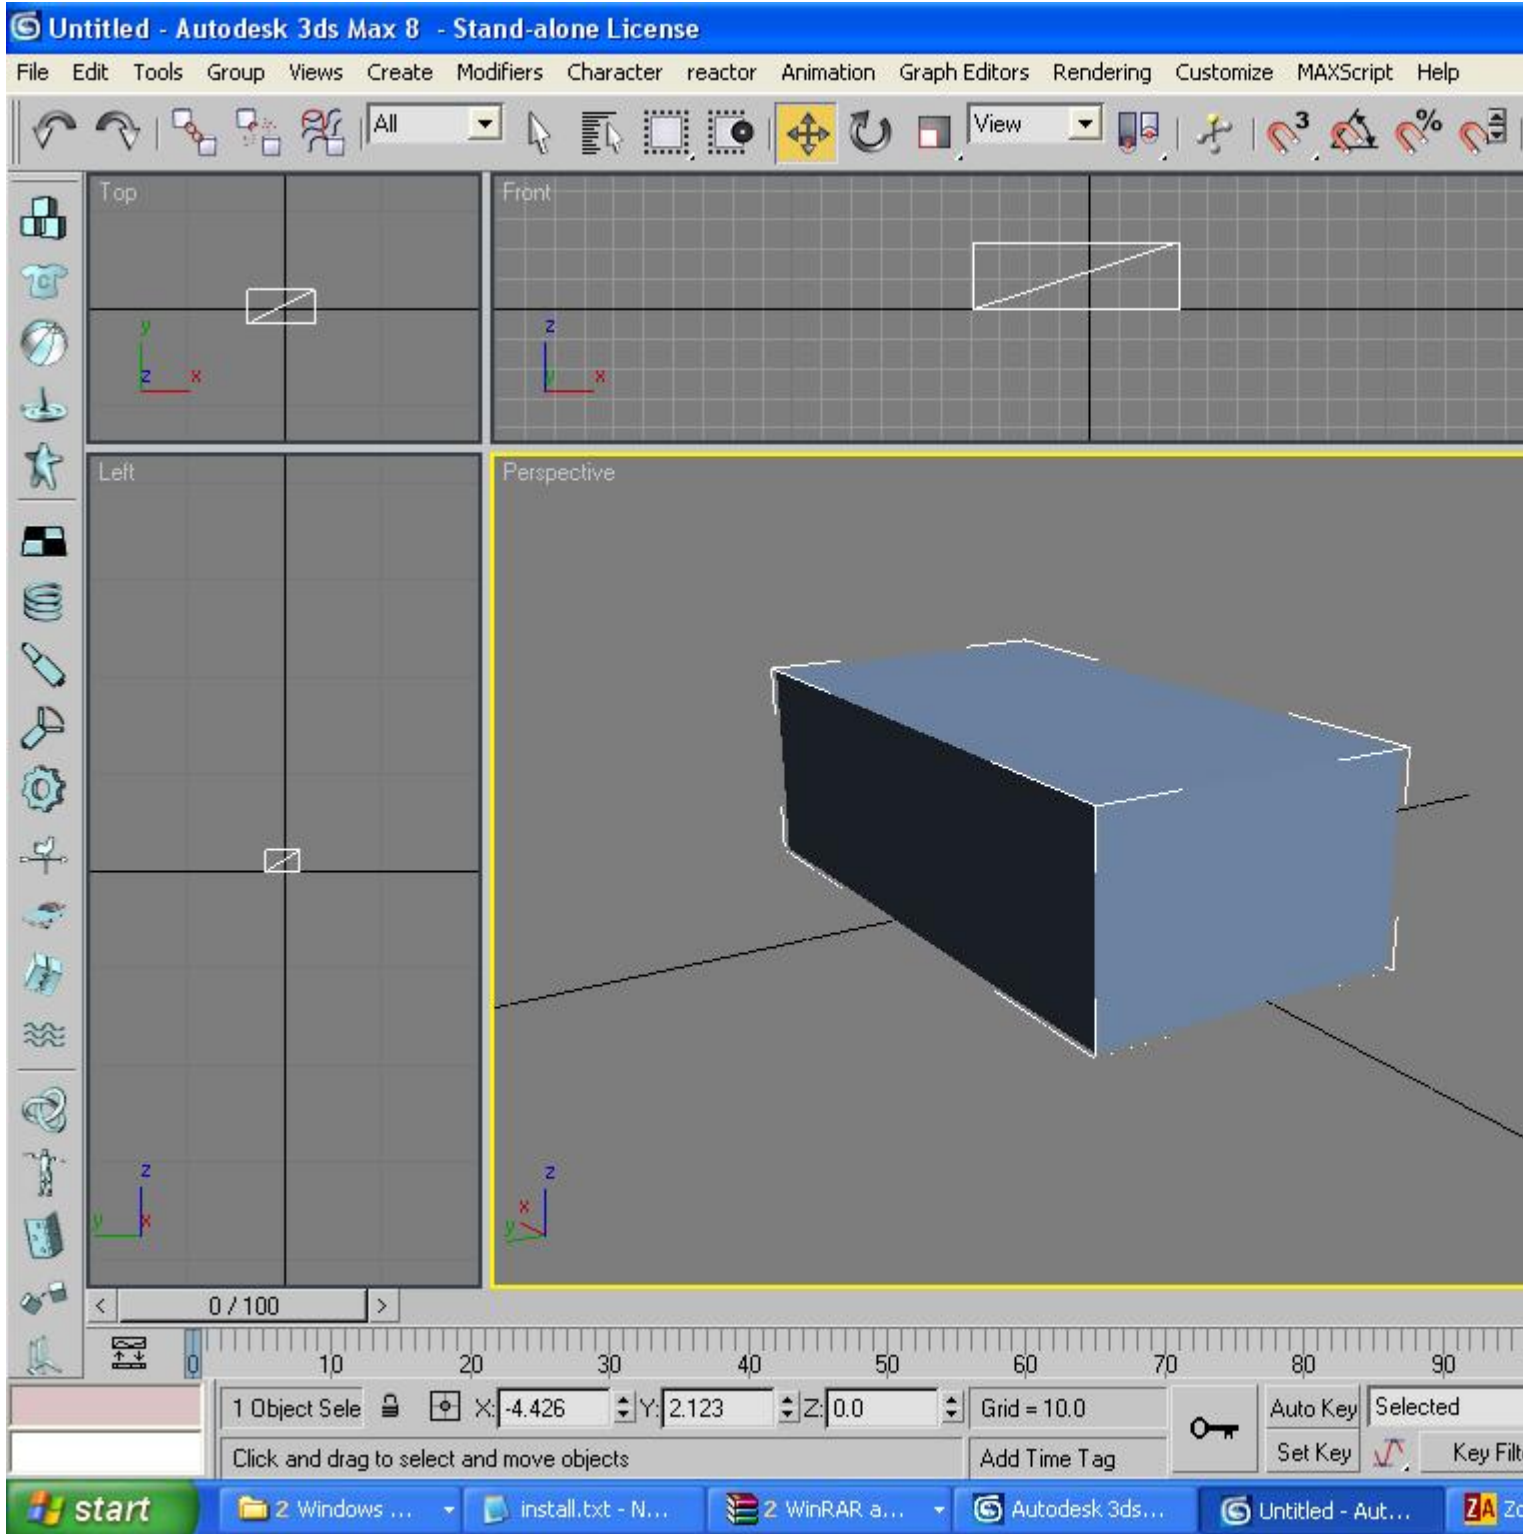 Untitled - Autodesk 3ds Max 8 - Stand-alone License
File Edit Tools Group Views Create Modifiers Character reactor Animation Graph Editors Rendering Customize MAXScript Help
All View 3 %
Top Front
y z
z x y x
Left Perspective
z z
y x x
y
< 0 / 100 >
0 10 20 30 40 50 60 70 80 90
1 Object Sele X: -4.426 Y: 2.123 Z: 0.0 Grid = 10.0 Auto Key Selected
Click and drag to select and move objects Add Time Tag Set Key Key Filt
start 2 Windows ... install.txt - N... 2 WinRAR a... Autodesk 3ds... Untitled - Aut... ZA Zo